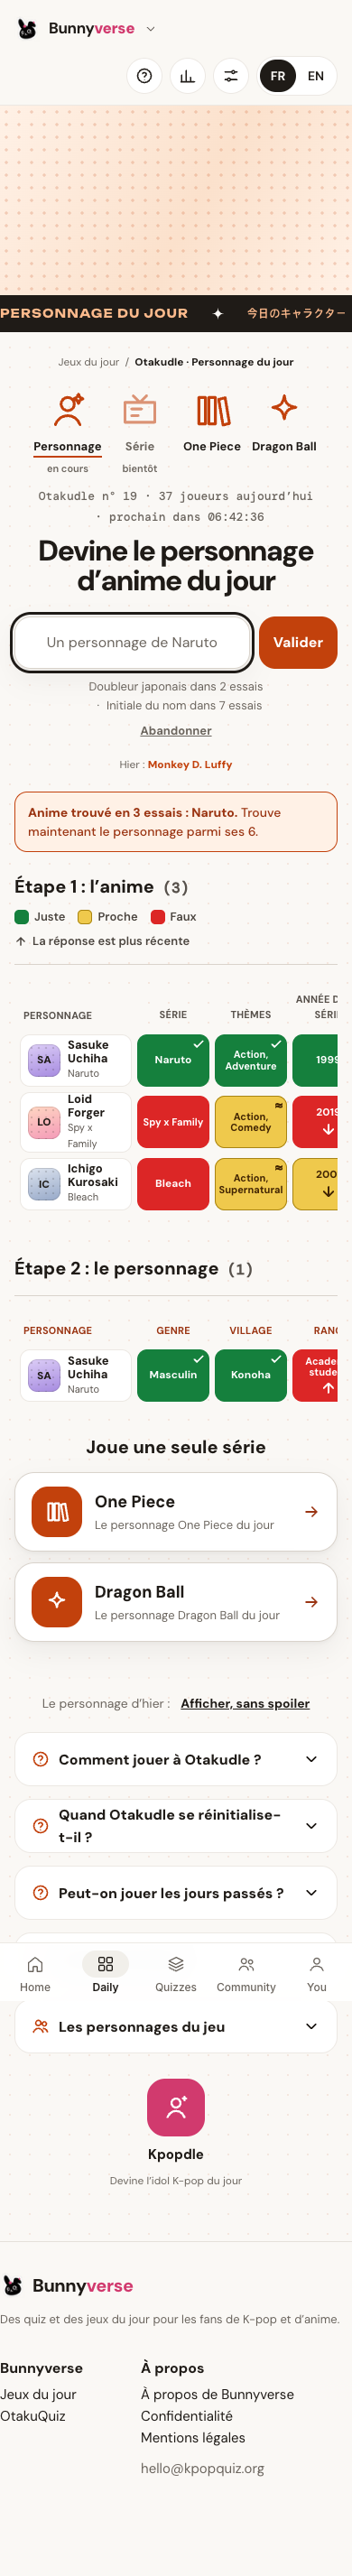 Bunnyverse
FR EN
PERSONNAGE DU JOUR ✦ 今日のキャラクター
Jeux du jour / Otakudle · Personnage du jour
Personnage Série One Piece Dragon Ball
en cours bientôt
Otakudle n° 19 · 37 joueurs aujourd’hui
· prochain dans 06:42:36
Devine le personnage
d’anime du jour
Un personnage de Naruto
Valider
Doubleur japonais dans 2 essais
· Initiale du nom dans 7 essais
Abandonner
Hier : Monkey D. Luffy
Anime trouvé en 3 essais : Naruto. Trouve
maintenant le personnage parmi ses 6.
Étape 1 : l’anime (3)
Juste Proche Faux
↑ La réponse est plus récente
PERSONNAGE SÉRIE THÈMES
ANNÉE D
SÉRI
SA
Sasuke
Uchiha
Naruto
Naruto
Action,
Adventure
1999
LO
Loid
Forger
Spy x
Family
Spy x Family
Action,
Comedy
2019
↓
IC
Ichigo
Kurosaki
Bleach
Bleach
Action,
Supernatural
200
↓
Étape 2 : le personnage (1)
PERSONNAGE GENRE VILLAGE RANG
SA
Sasuke
Uchiha
Naruto
Masculin
Konoha
Acade
stude
↑
Joue une seule série
One Piece
Le personnage One Piece du jour
→
Dragon Ball
Le personnage Dragon Ball du jour
→
Le personnage d’hier : Afficher, sans spoiler
Comment jouer à Otakudle ?
Quand Otakudle se réinitialise-
t-il ?
Peut-on jouer les jours passés ?
Home Daily Quizzes Community You
Les personnages du jeu
Kpopdle
Devine l’idol K-pop du jour
Bunnyverse
Des quiz et des jeux du jour pour les fans de K-pop et d’anime.
Bunnyverse
Jeux du jour
OtakuQuiz
À propos
À propos de Bunnyverse
Confidentialité
Mentions légales
hello@kpopquiz.org